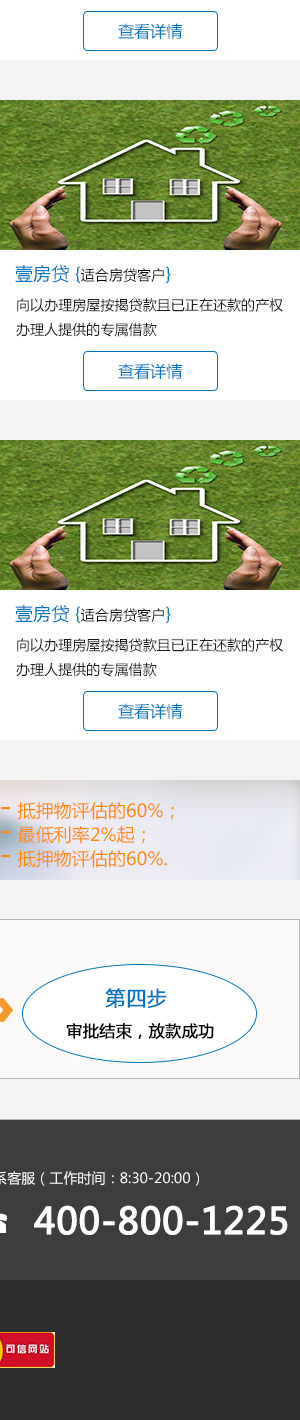 查看详情
壹房贷 {适合房贷客户}
向以办理房屋按揭贷款且已正在还款的产权
办理人提供的专属借款
查看详情
壹房贷 {适合房贷客户}
向以办理房屋按揭贷款且已正在还款的产权
办理人提供的专属借款
查看详情
- 抵押物评估的60%；
- 最低利率2%起；
- 抵押物评估的60%.
第四步
审批结束，放款成功
系客服（工作时间：8:30-20:00）
400-800-1225
可信网站